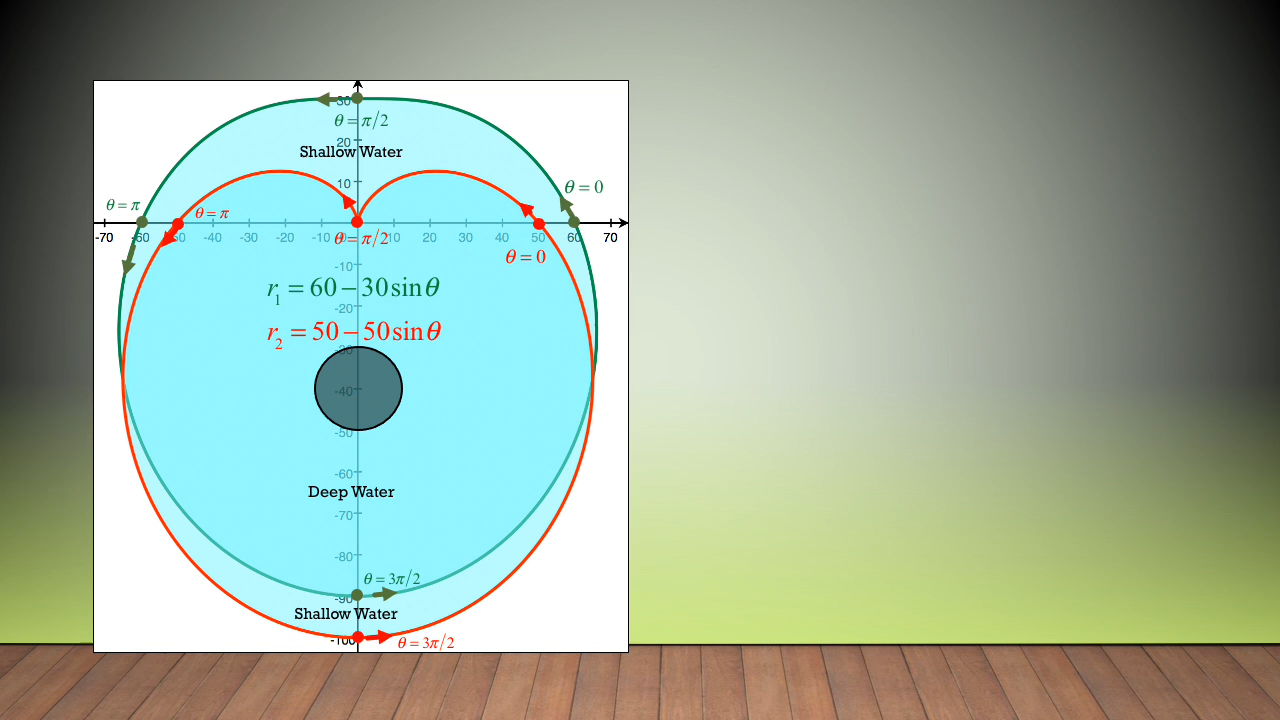 30
θ = π/2
20
Shallow Water
10
θ = 0
θ = π
θ = π
-70 -60 -50 -40 -30 -20 -10 0 10 20 30 40 50 60 70
θ = π/2
θ = 0
-10
r₁ = 60 − 30 sin θ
-20
r₂ = 50 − 50 sin θ
-30
-40
-50
-60
Deep Water
-70
-80
θ = 3π/2
-90
Shallow Water
-100
θ = 3π/2